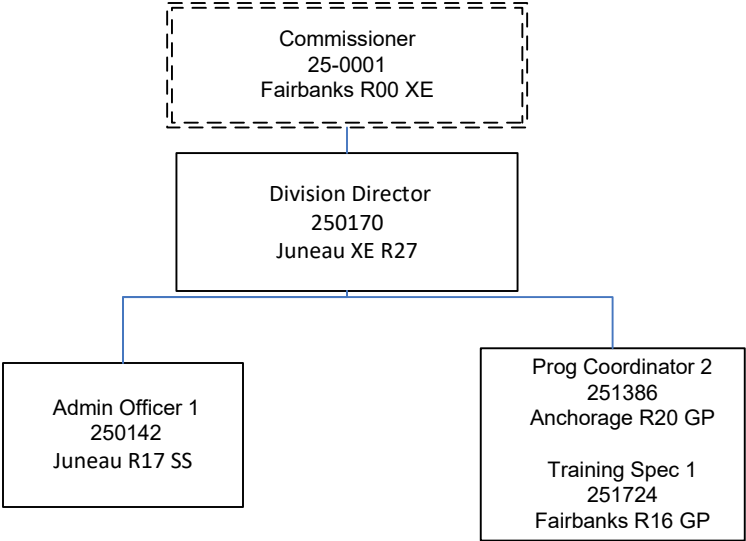 Commissioner
25-0001
Fairbanks R00 XE
Division Director
250170
Juneau XE R27
Admin Officer 1
250142
Juneau R17 SS
Prog Coordinator 2
251386
Anchorage R20 GP
Training Spec 1
251724
Fairbanks R16 GP